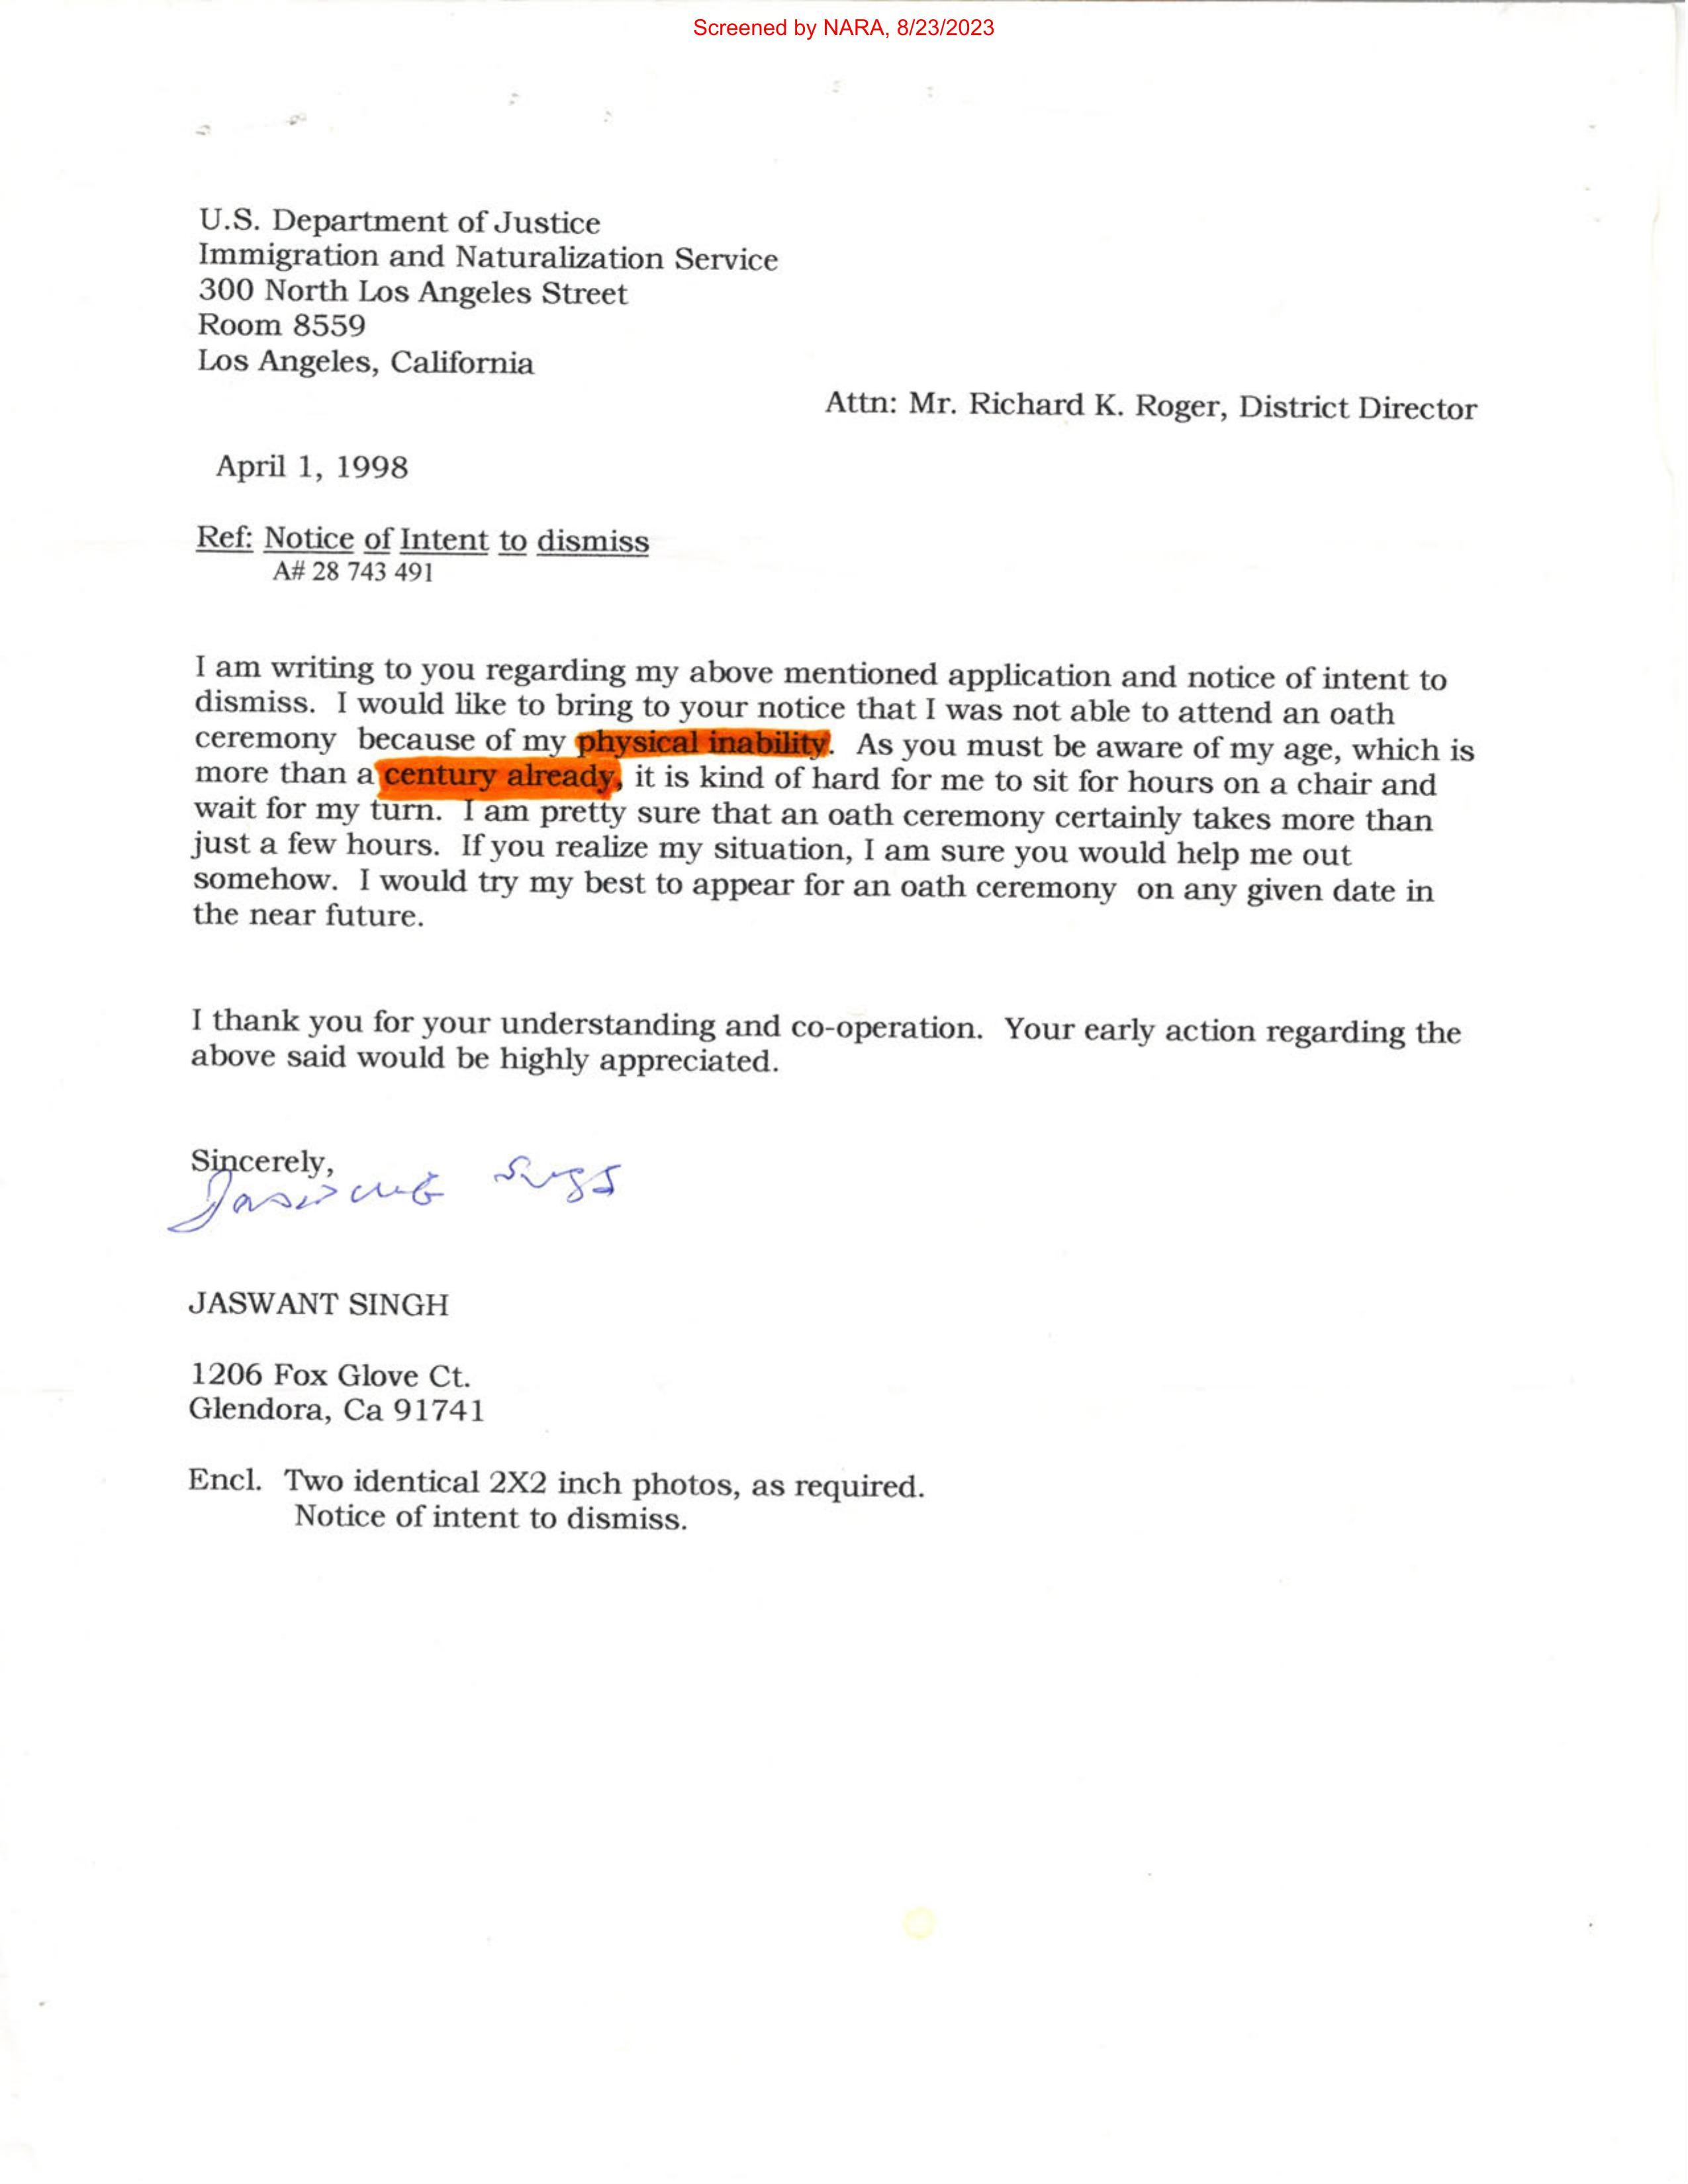 Screened by NARA, 8/23/2023
U.S. Department of Justice
Immigration and Naturalization Service
300 North Los Angeles Street
Room 8559
Los Angeles, California
Attn: Mr. Richard K. Roger, District Director
April 1, 1998
Ref: Notice of Intent to dismiss
A# 28 743 491
I am writing to you regarding my above mentioned application and notice of intent to
dismiss. I would like to bring to your notice that I was not able to attend an oath
ceremony because of my physical inability. As you must be aware of my age, which is
more than a century already, it is kind of hard for me to sit for hours on a chair and
wait for my turn. I am pretty sure that an oath ceremony certainly takes more than
just a few hours. If you realize my situation, I am sure you would help me out
somehow. I would try my best to appear for an oath ceremony on any given date in
the near future.
I thank you for your understanding and co-operation. Your early action regarding the
above said would be highly appreciated.
Sincerely,
JASWANT SINGH
1206 Fox Glove Ct.
Glendora, Ca 91741
Encl. Two identical 2X2 inch photos, as required.
Notice of intent to dismiss.